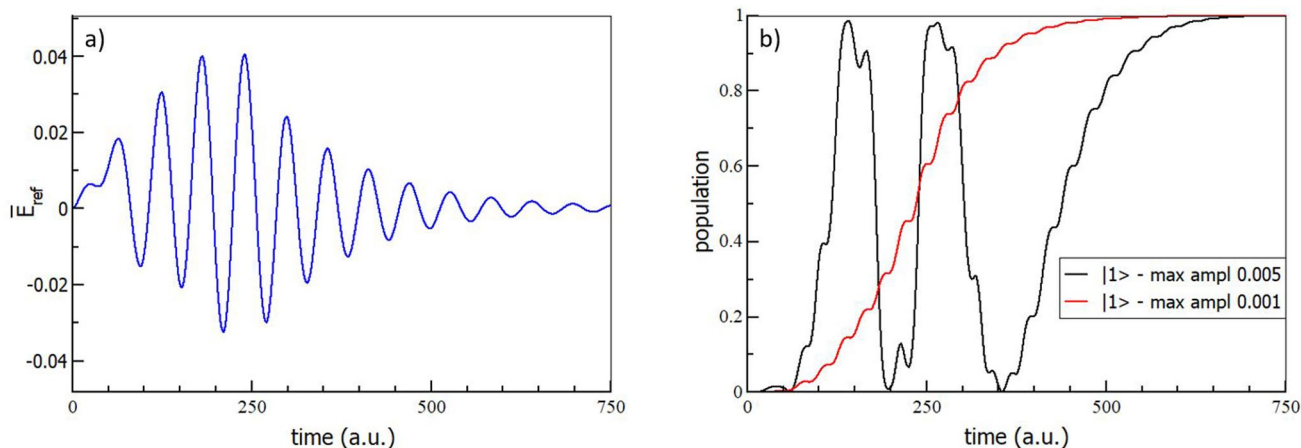 a)
0.04
0.02
0
-0.02
-0.04
E̅ref
0
250
500
750
time (a.u.)
b)
1
0.8
0.6
0.4
0.2
0
population
|1> - max ampl 0.005
|1> - max ampl 0.001
0
250
500
750
time (a.u.)